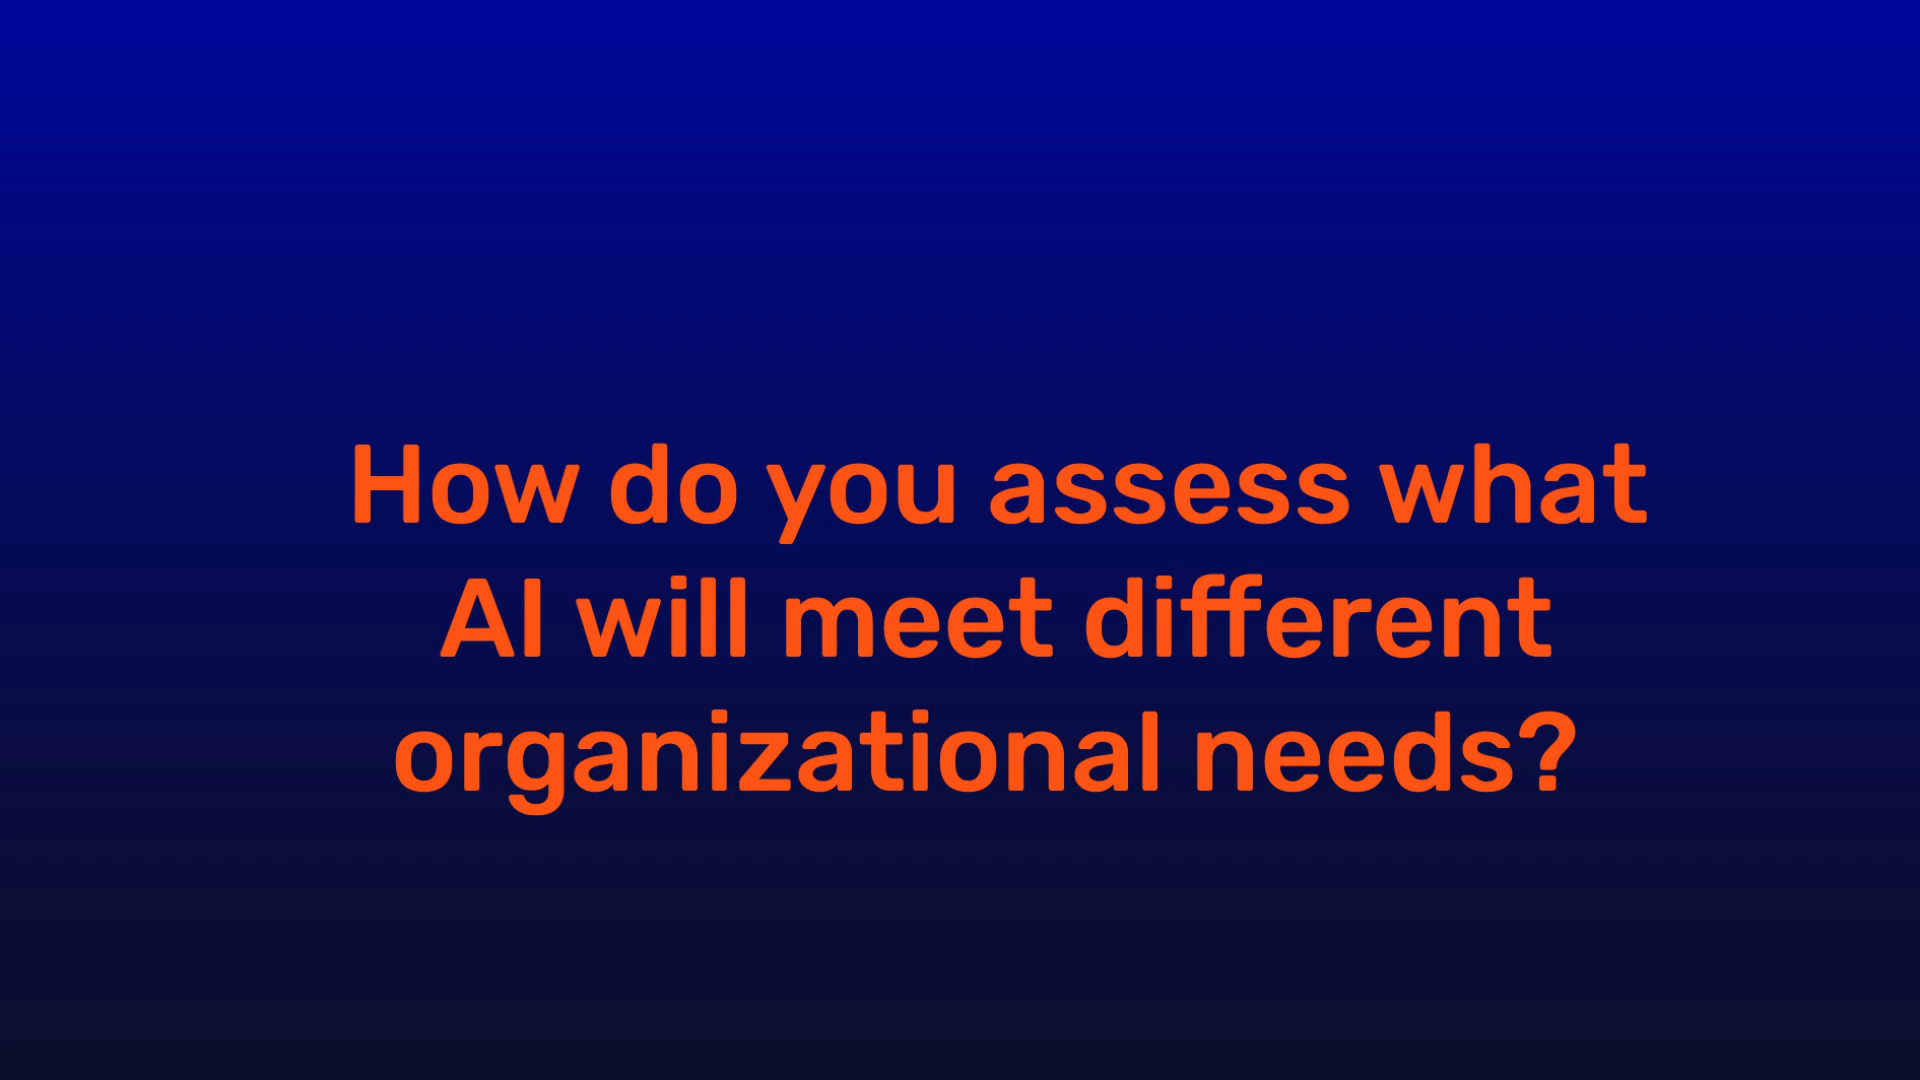 How do you assess what
AI will meet different
organizational needs?